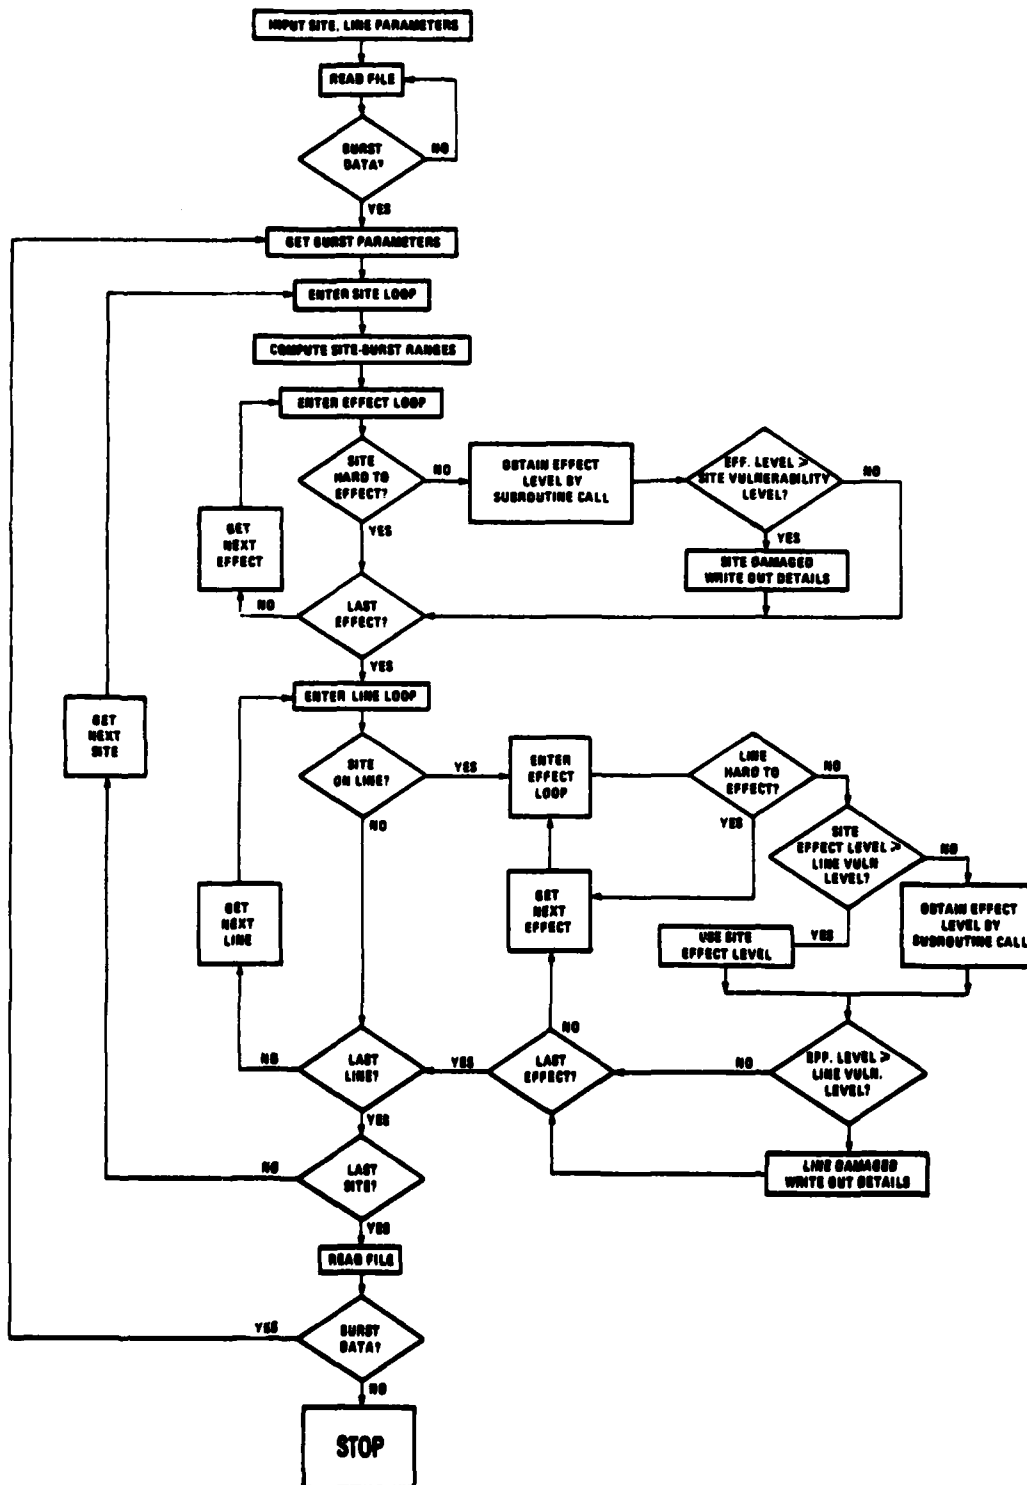 INPUT SITE, LINE PARAMETERS
READ FILE
BURST
DATA?
NO
YES
GET BURST PARAMETERS
ENTER SITE LOOP
COMPUTE SITE-BURST RANGES
ENTER EFFECT LOOP
SITE
HARD TO
EFFECT?
NO
YES
OBTAIN EFFECT
LEVEL BY
SUBROUTINE CALL
EFF. LEVEL >
SITE VULNERABILITY
LEVEL?
NO
YES
SITE DAMAGED
WRITE OUT DETAILS
GET
NEXT
EFFECT
NO
LAST
EFFECT?
YES
ENTER LINE LOOP
GET
NEXT
SITE
SITE
ON LINE?
YES
NO
ENTER
EFFECT
LOOP
LINE
HARD TO
EFFECT?
NO
YES
SITE
EFFECT LEVEL >
LINE VULN
LEVEL?
NO
YES
GET
NEXT
LINE
GET
NEXT
EFFECT
USE SITE
EFFECT LEVEL
OBTAIN EFFECT
LEVEL BY
SUBROUTINE CALL
NO
LAST
LINE?
YES
YES
LAST
EFFECT?
NO
NO
EFF. LEVEL >
LINE VULN.
LEVEL?
LINE DAMAGED
WRITE OUT DETAILS
NO
LAST
SITE?
YES
READ FILE
YES
BURST
DATA?
NO
STOP